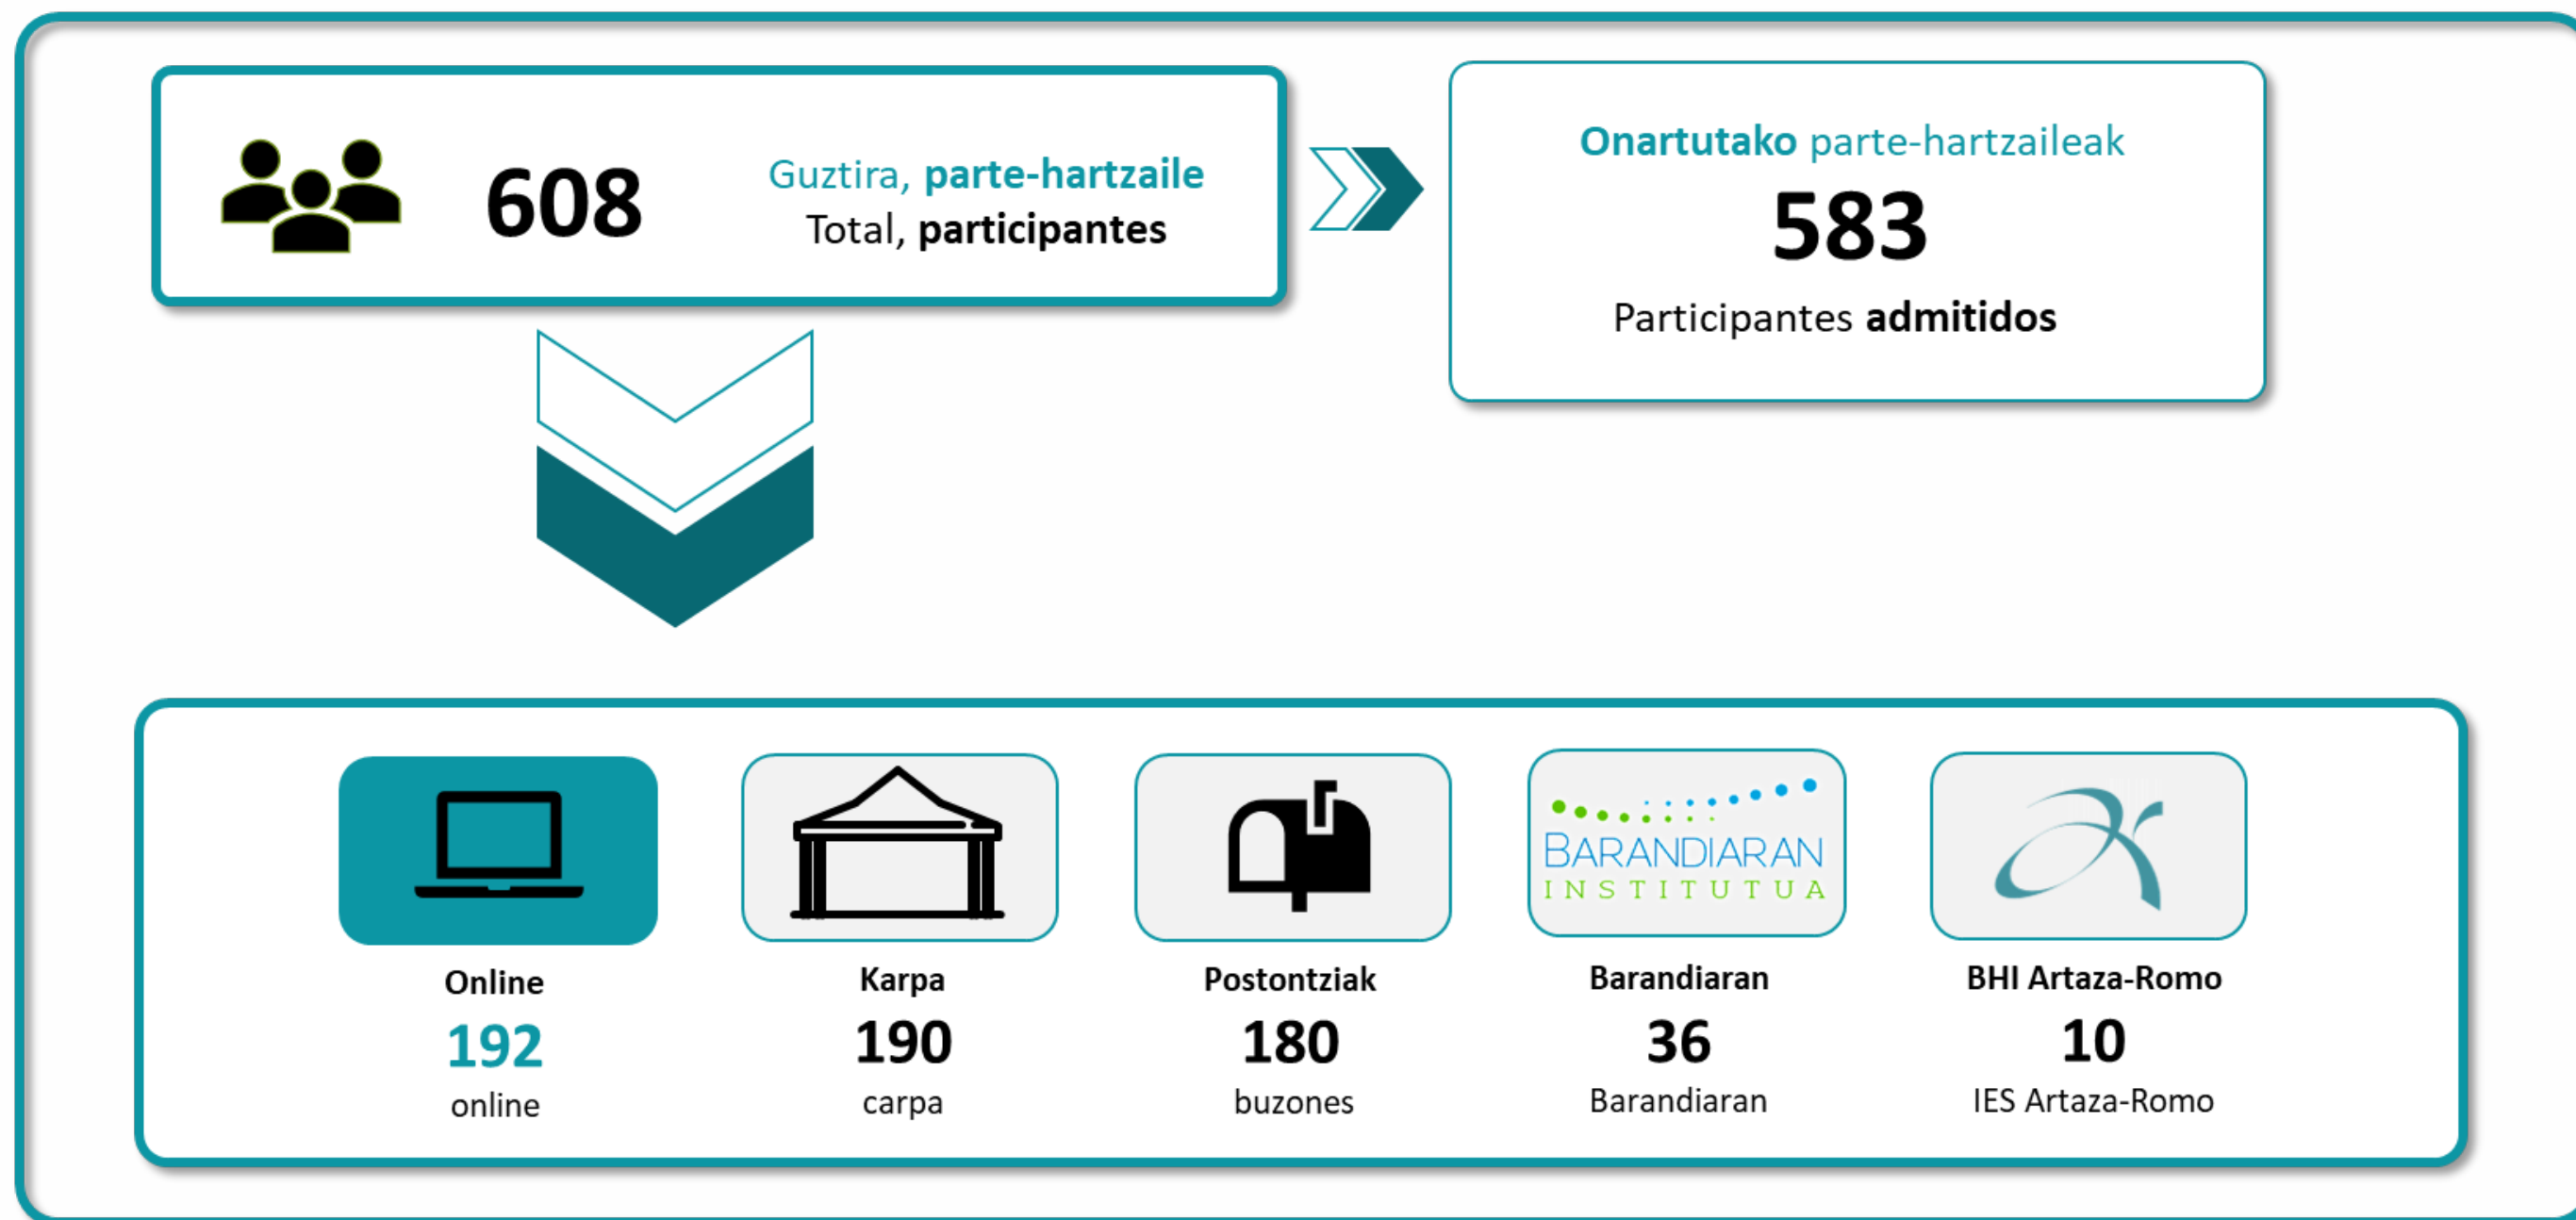 608
Guztira, parte-hartzaile
Total, participantes
Onartutako parte-hartzaileak
583
Participantes admitidos
BARANDIARAN
INSTITUTUA
Online
192
online
Karpa
190
carpa
Postontziak
180
buzones
Barandiaran
36
Barandiaran
BHI Artaza-Romo
10
IES Artaza-Romo